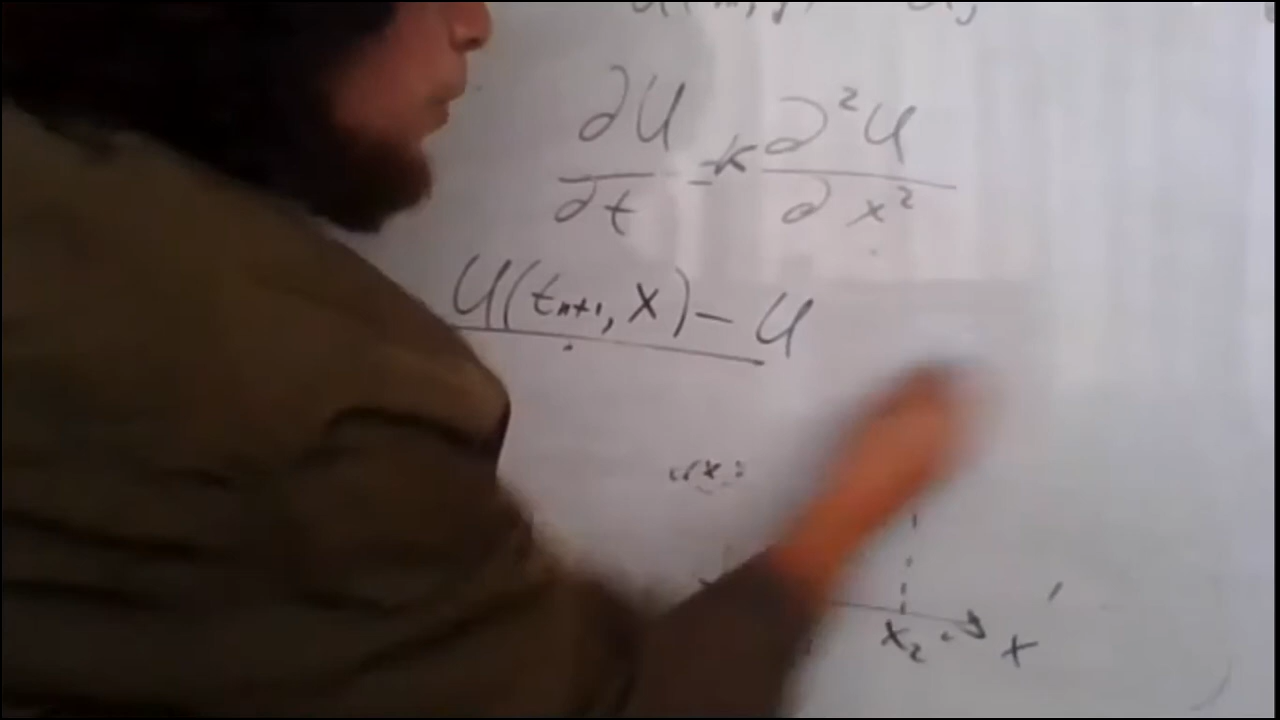 ∂U/∂t = K ∂²U/∂x²
U(t_{n+1}, X) − U
x₂
x